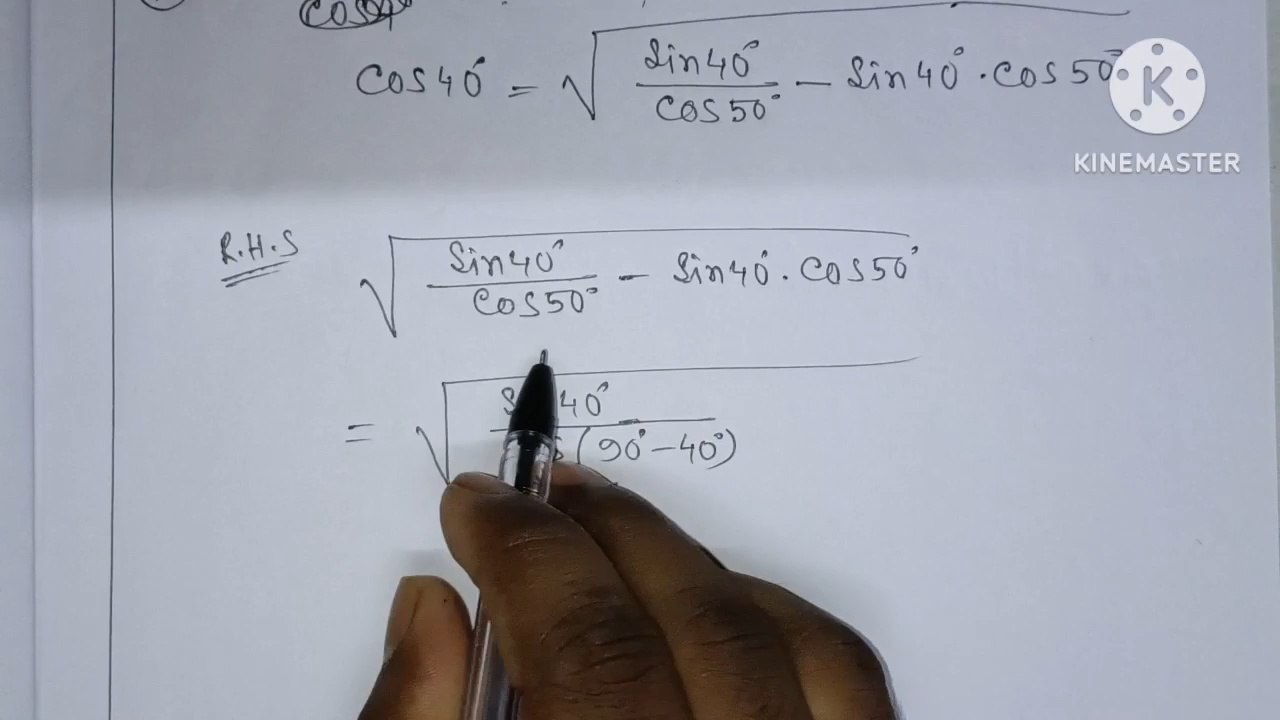 cos 40° = √ sin 40° / cos 50° − sin 40° · cos 50°
K
KINEMASTER
R.H.S √ sin 40° / cos 50° − sin 40° · cos 50°
= √ 40° / (90° − 40°)